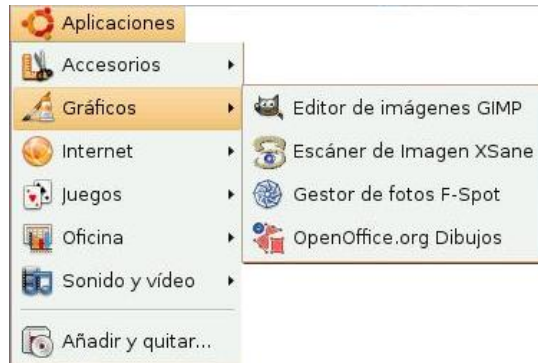 Aplicaciones
Accesorios
Gráficos
Internet
Juegos
Oficina
Sonido y vídeo
Añadir y quitar...
Editor de imágenes GIMP
Escáner de Imagen XSane
Gestor de fotos F-Spot
OpenOffice.org Dibujos